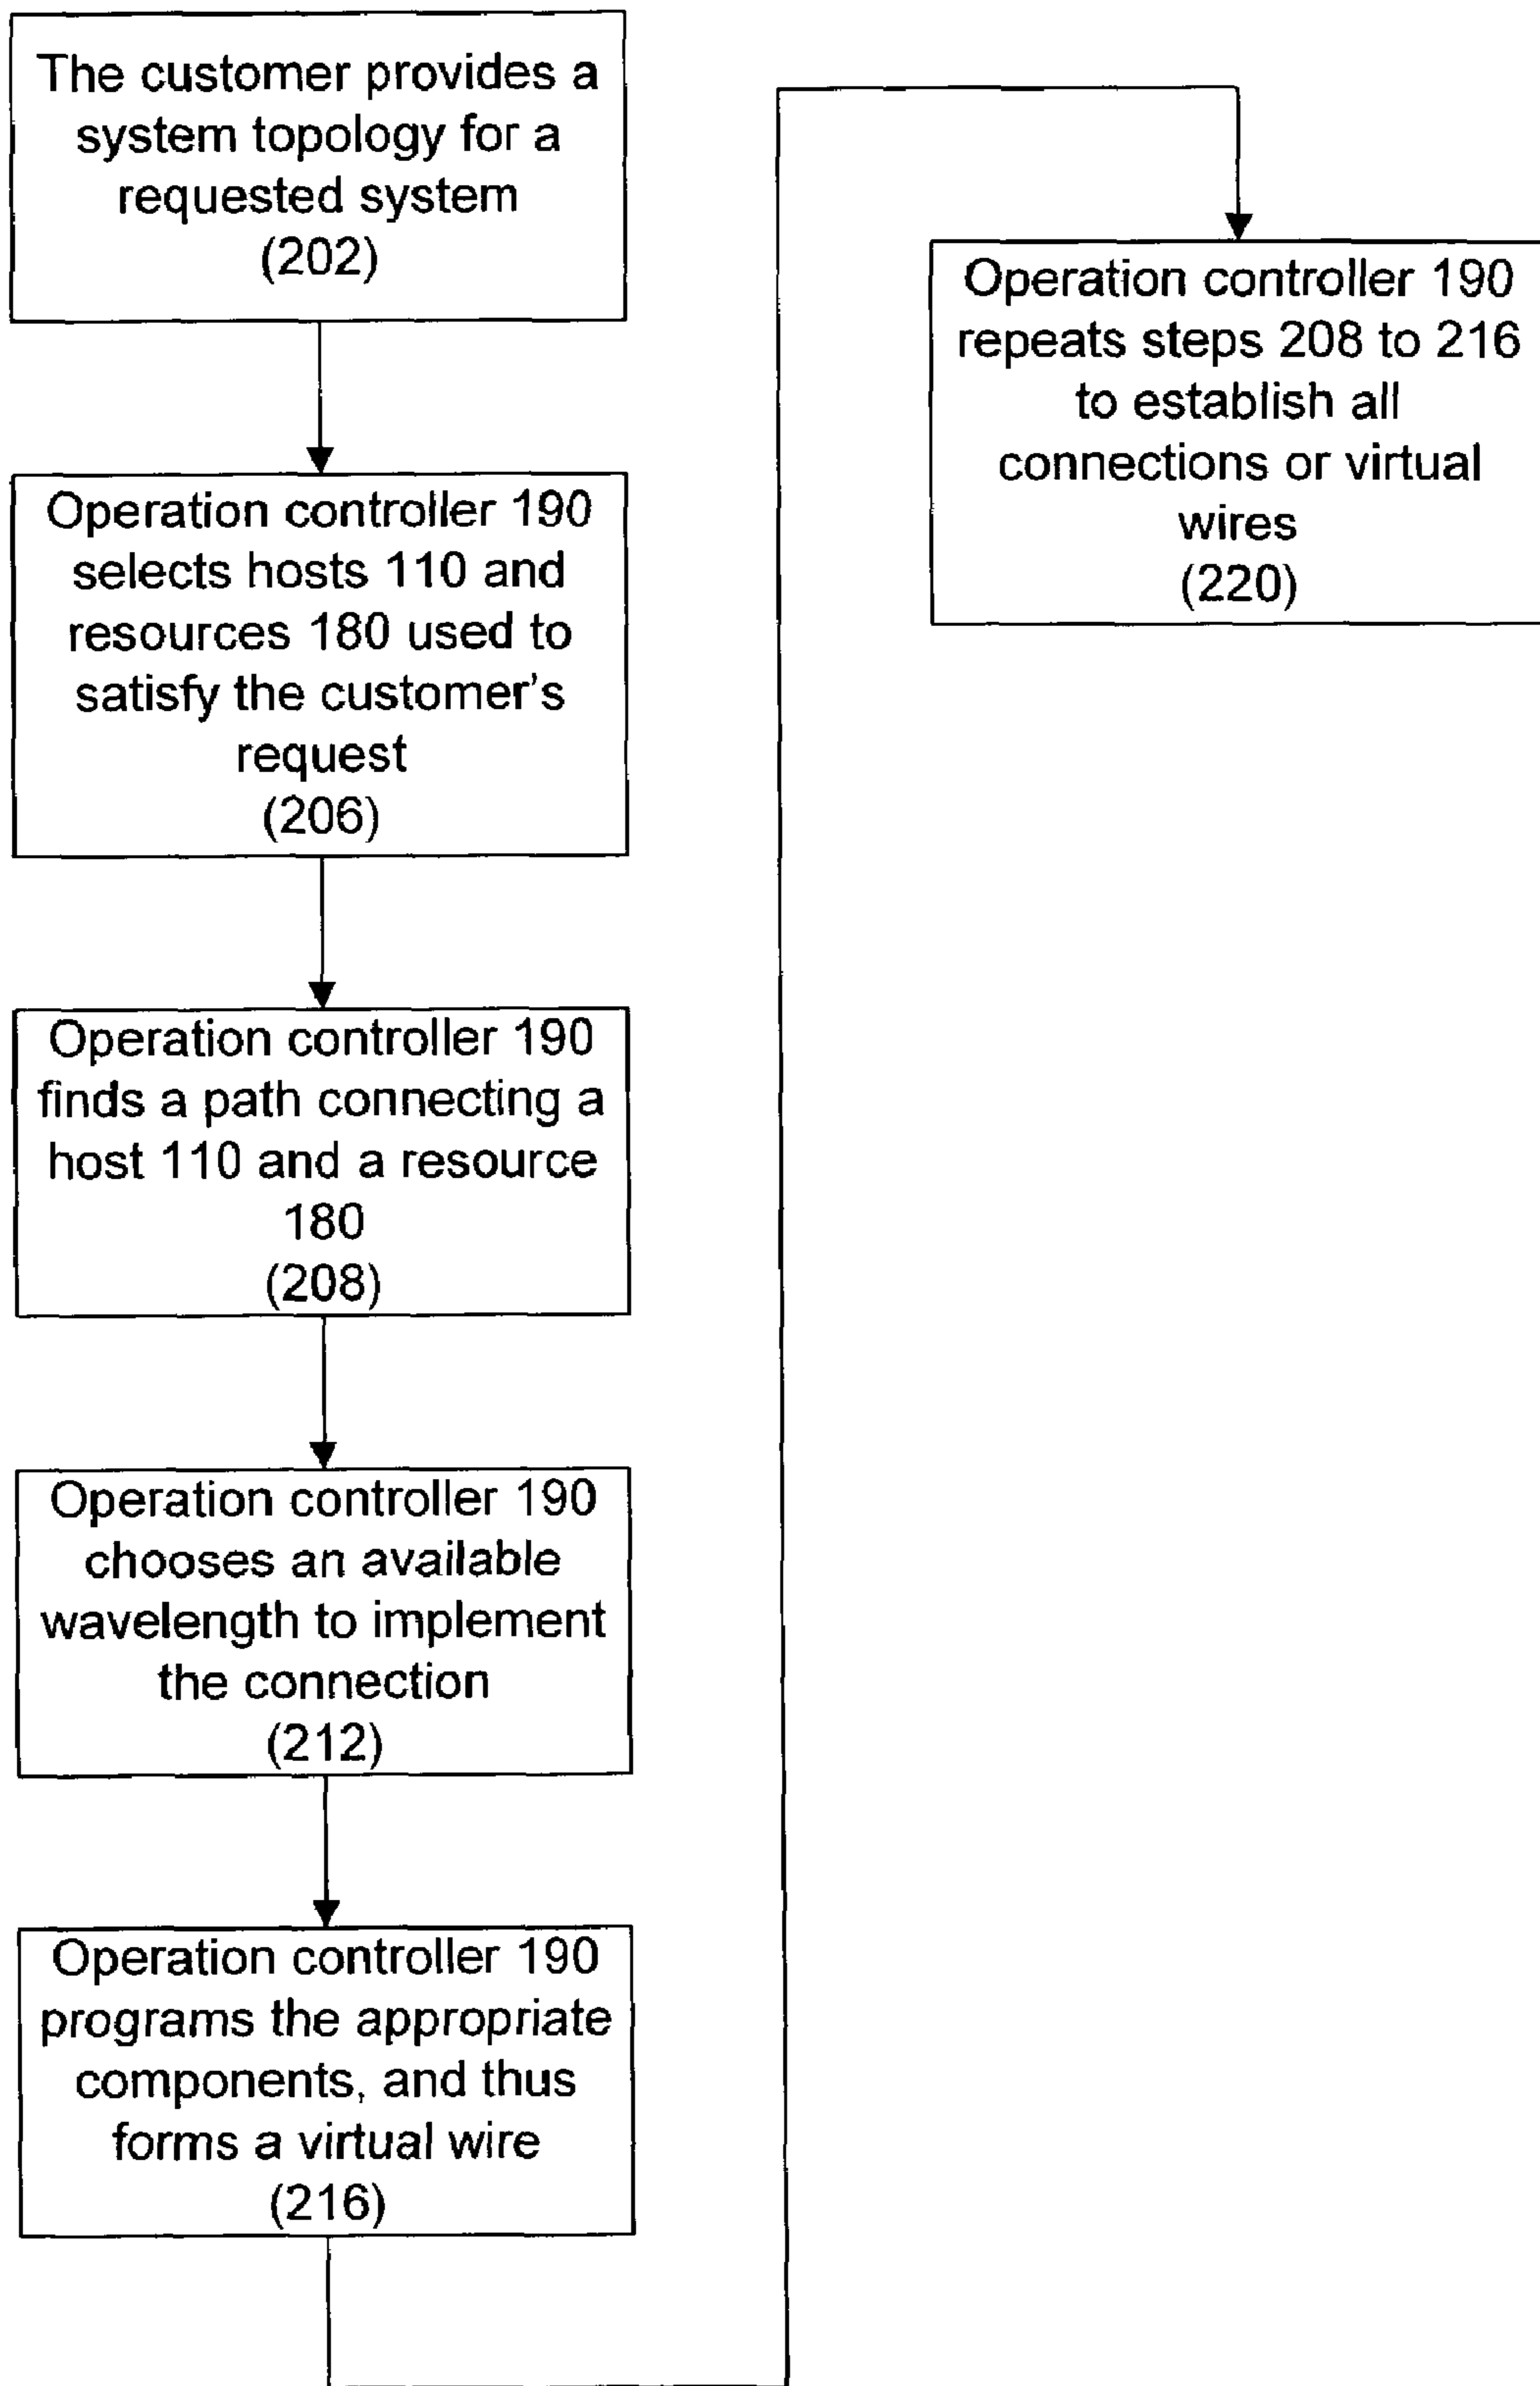 The customer provides a
system topology for a
requested system
(202)
Operation controller 190
selects hosts 110 and
resources 180 used to
satisfy the customer's
request
(206)
Operation controller 190
finds a path connecting a
host 110 and a resource
180
(208)
Operation controller 190
chooses an available
wavelength to implement
the connection
(212)
Operation controller 190
programs the appropriate
components, and thus
forms a virtual wire
(216)
Operation controller 190
repeats steps 208 to 216
to establish all
connections or virtual
wires
(220)